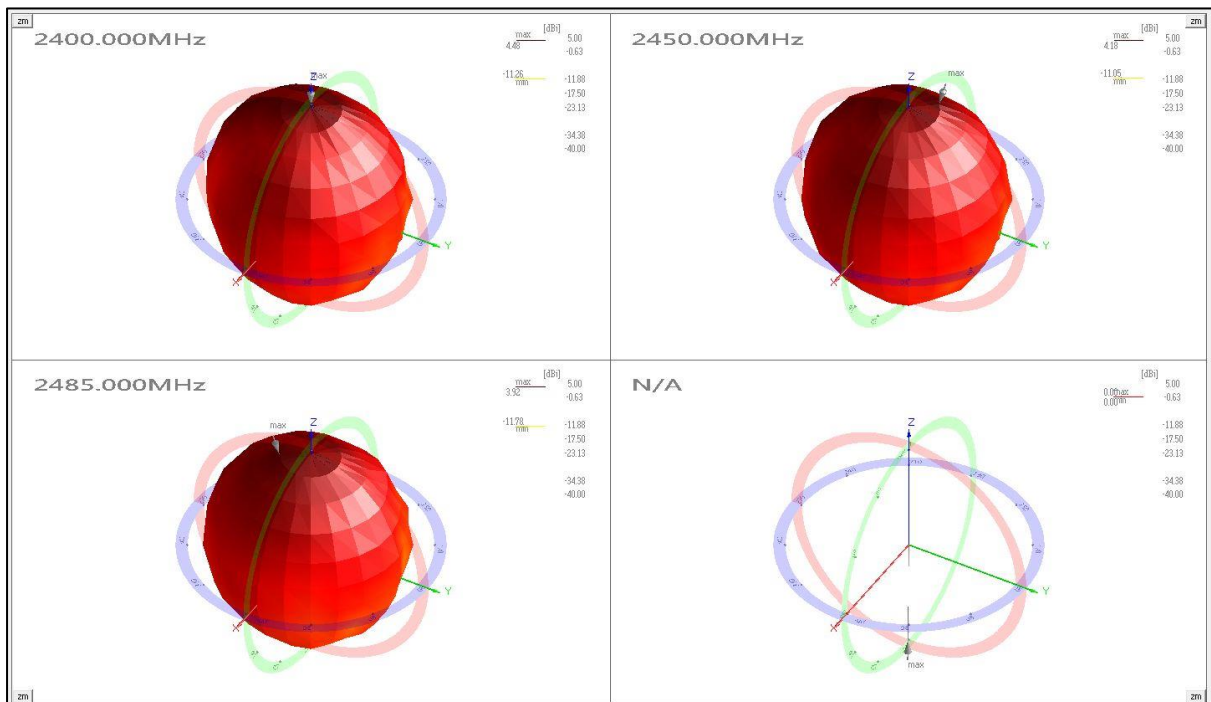 zm
zm
2400.000MHz
[dBi]
max
4.48
5.00
-0.63
-11.26
min
-11.88
-17.50
-23.13
-34.38
-40.00
Z
max
X
Y
2450.000MHz
[dBi]
max
4.18
5.00
-0.63
-11.05
min
-11.88
-17.50
-23.13
-34.38
-40.00
Z
max
X
Y
2485.000MHz
[dBi]
max
3.92
5.00
-0.63
-11.78
min
-11.88
-17.50
-23.13
-34.38
-40.00
max
Z
X
Y
N/A
[dBi]
max
0.00
5.00
-0.63
-11.88
-17.50
-23.13
-34.38
-40.00
Z
X
Y
max
zm
zm